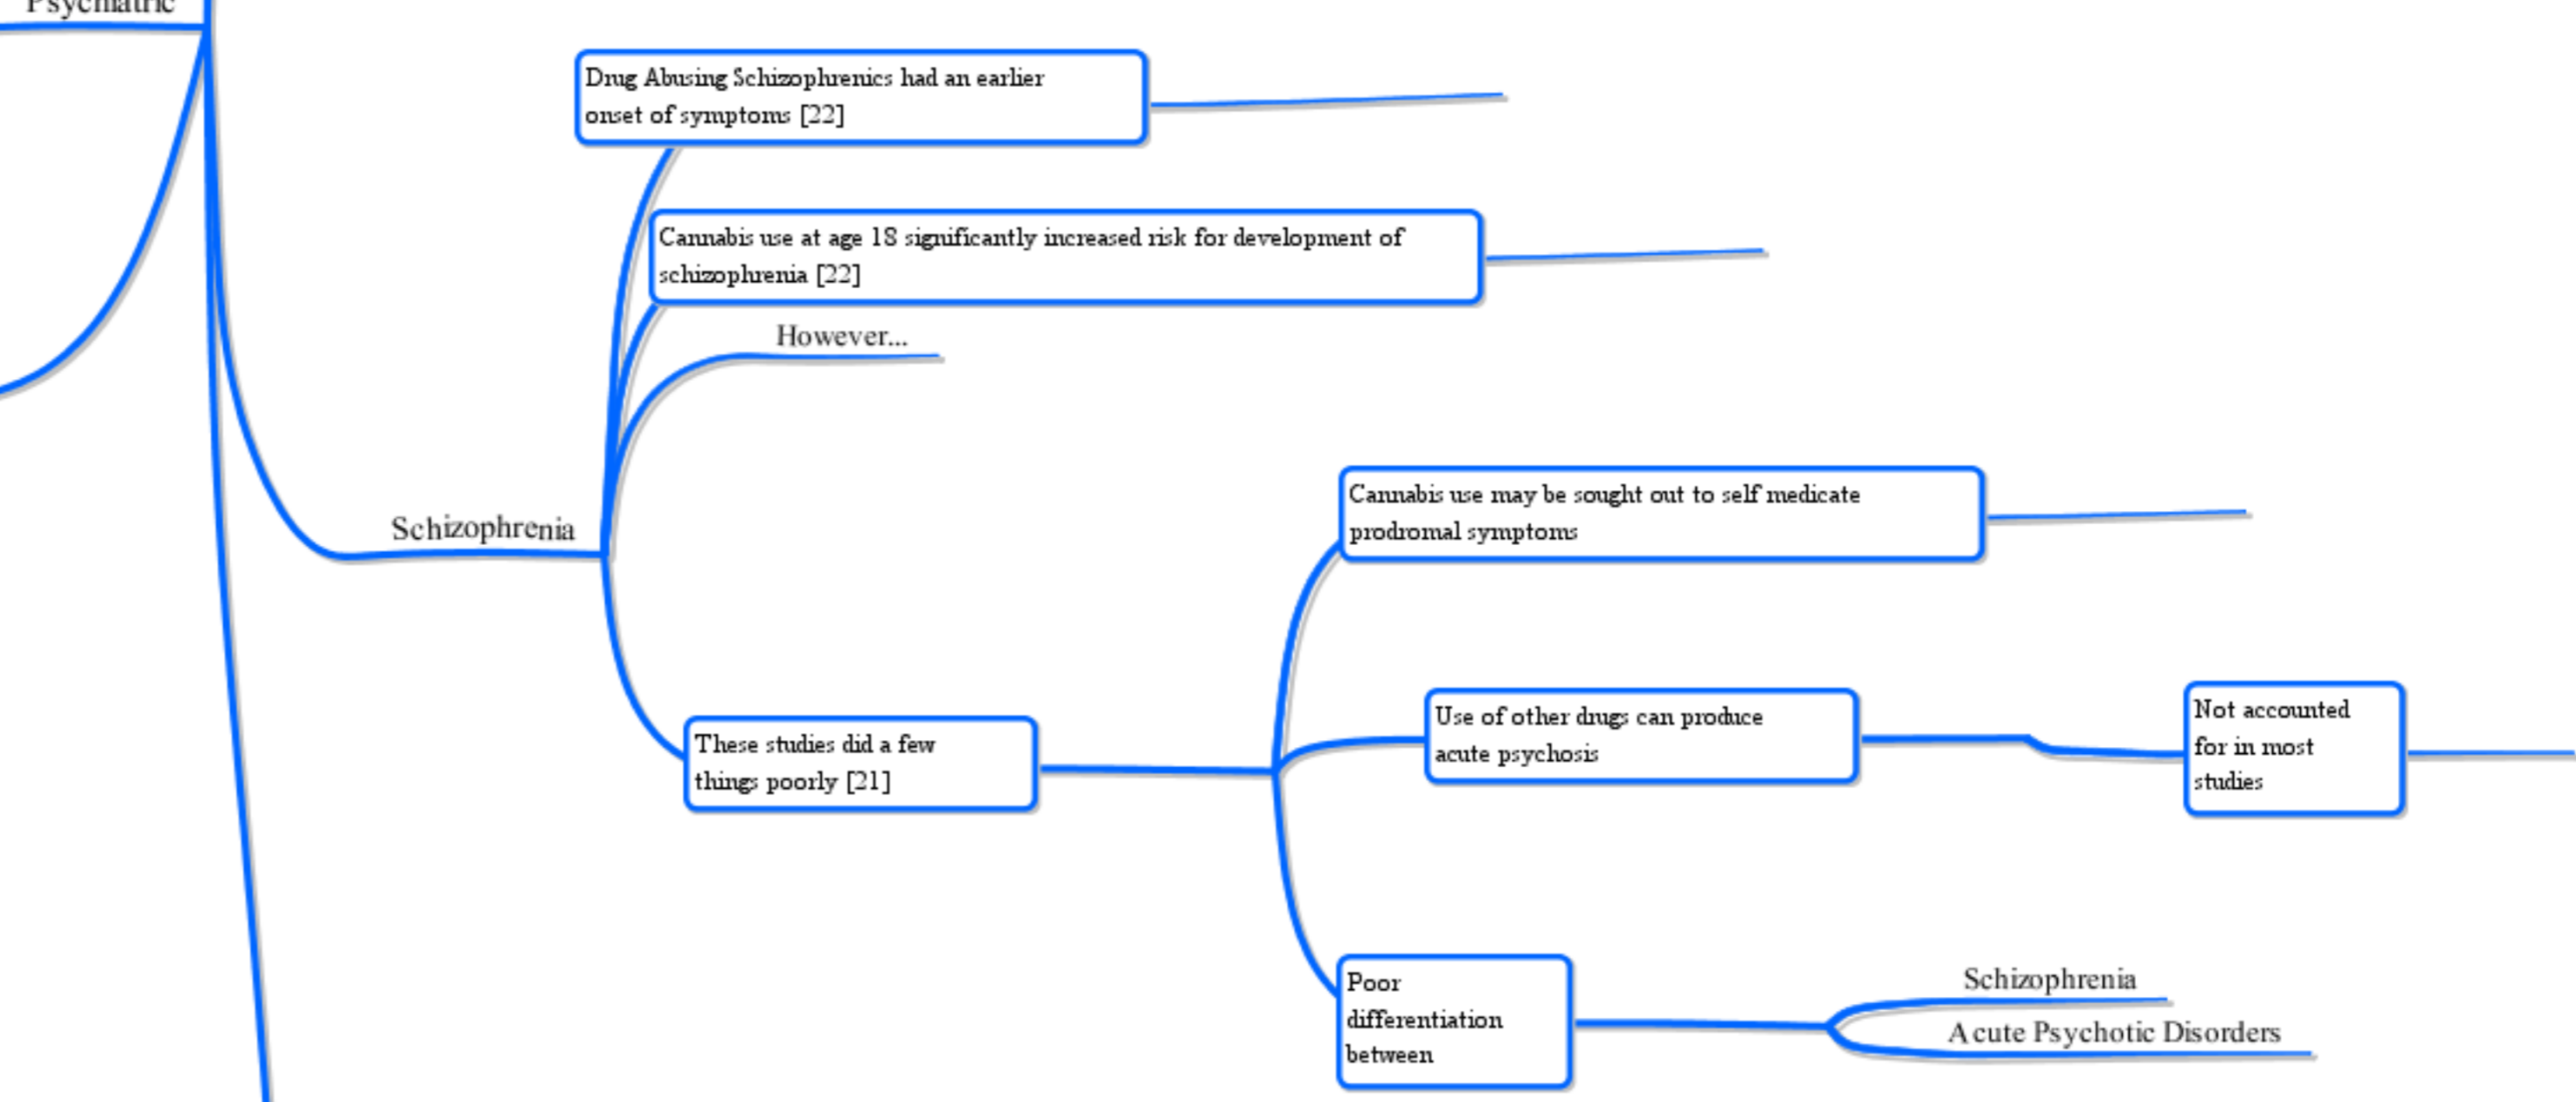 Psychiatric
Drug Abusing Schizophrenics had an earlier
onset of symptoms [22]
Cannabis use at age 18 significantly increased risk for development of
schizophrenia [22]
However...
Schizophrenia
Cannabis use may be sought out to self medicate
prodromal symptoms
These studies did a few
things poorly [21]
Use of other drugs can produce
acute psychosis
Not accounted
for in most
studies
Poor
differentiation
between
Schizophrenia
Acute Psychotic Disorders